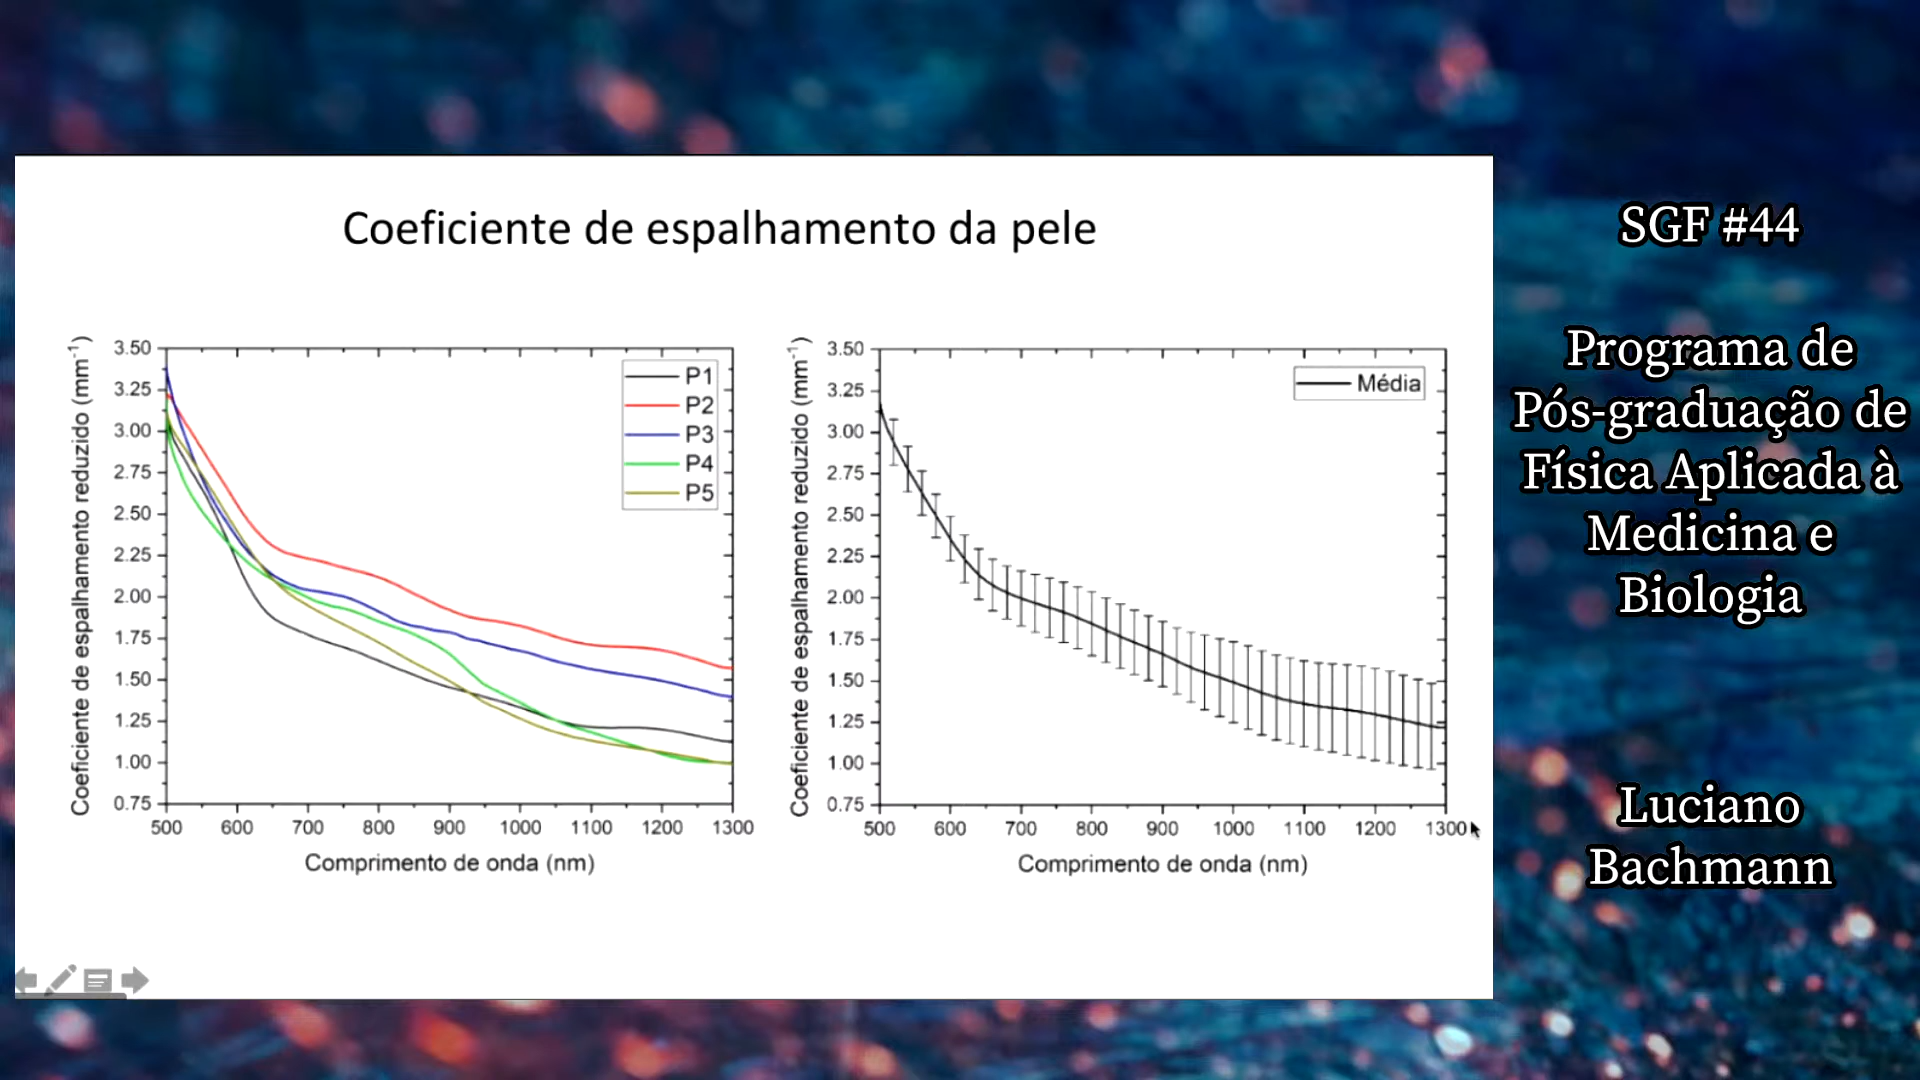 Coeficiente de espalhamento da pele
Coeficiente de espalhamento reduzido (mm⁻¹)
3.50
3.25
3.00
2.75
2.50
2.25
2.00
1.75
1.50
1.25
1.00
0.75
500 600 700 800 900 1000 1100 1200 1300
Comprimento de onda (nm)
P1
P2
P3
P4
P5
Coeficiente de espalhamento reduzido (mm⁻¹)
3.50
3.25
3.00
2.75
2.50
2.25
2.00
1.75
1.50
1.25
1.00
0.75
500 600 700 800 900 1000 1100 1200 1300
Comprimento de onda (nm)
Média
SGF #44
Programa de
Pós-graduação de
Física Aplicada à
Medicina e
Biologia
Luciano
Bachmann